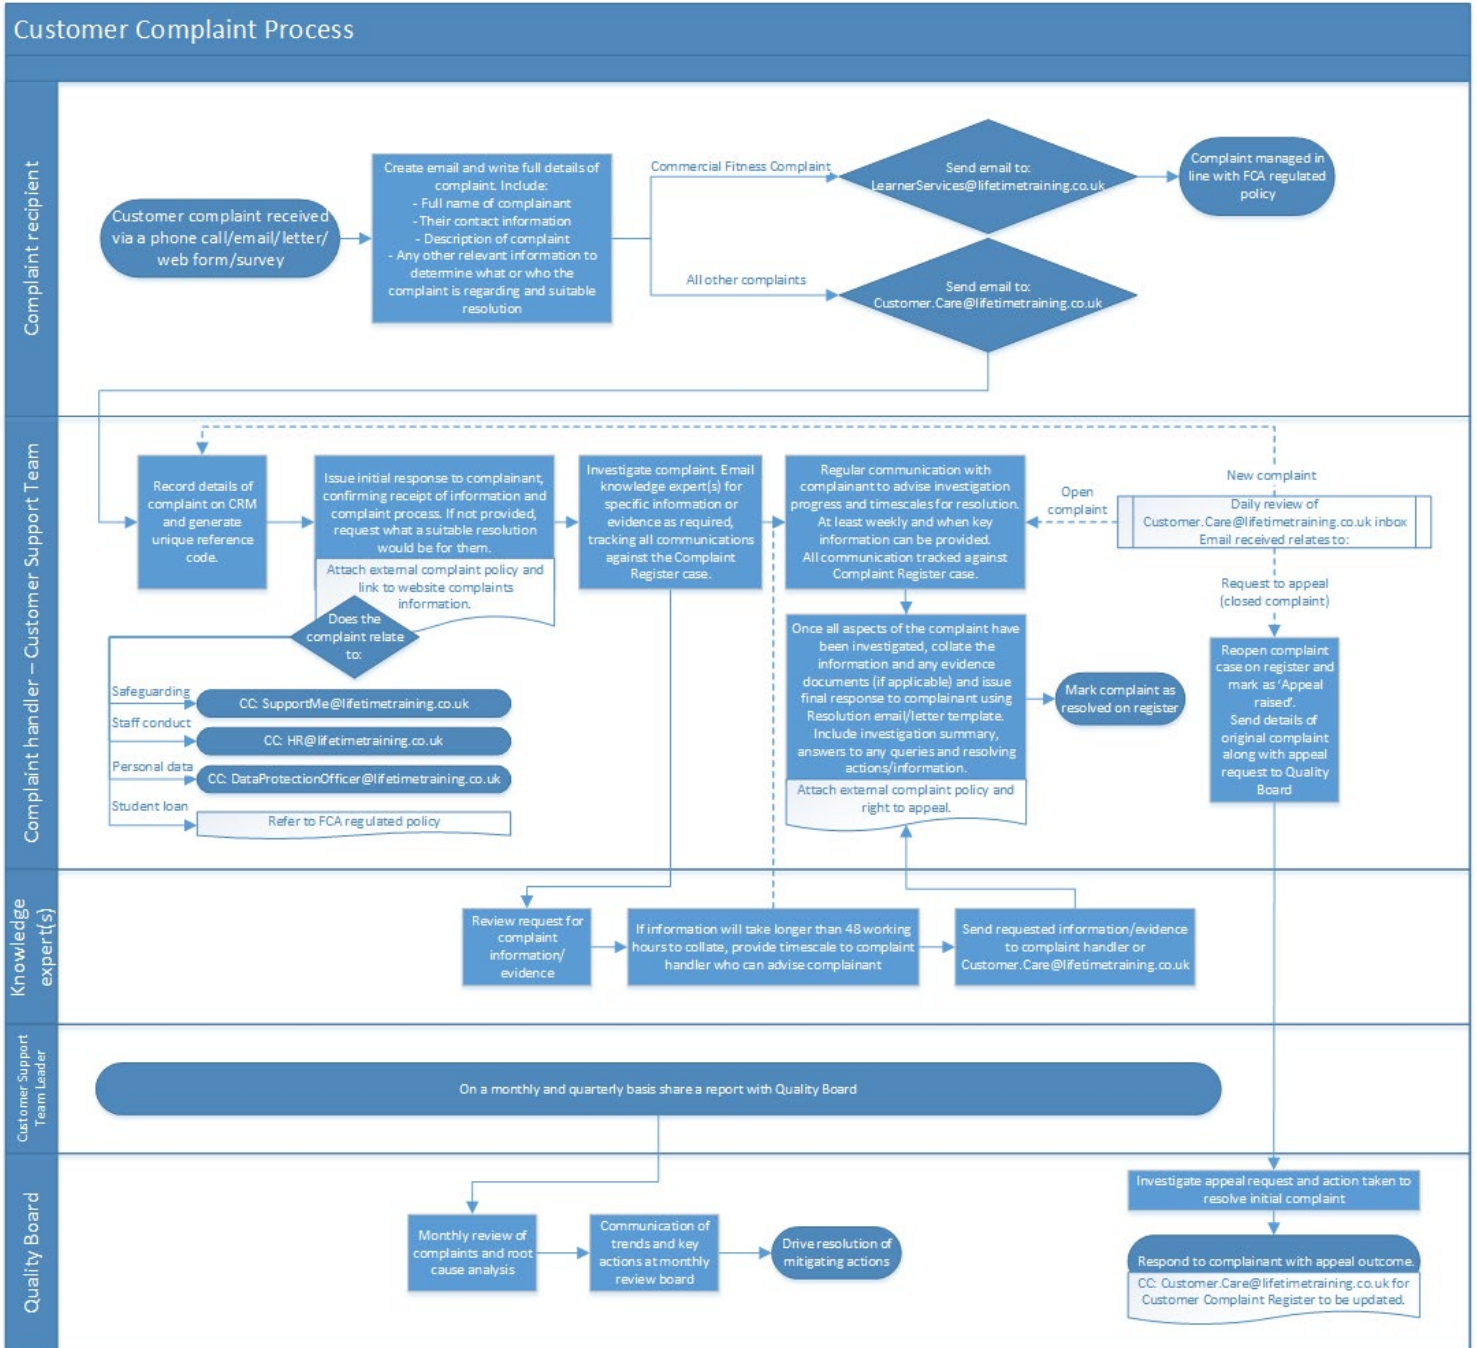 Customer Complaint Process
Complaint recipient
Customer complaint received
via a phone call/email/letter/
web form/survey
Create email and write full details of
complaint. Include:
- Full name of complainant
- Their contact information
- Description of complaint
- Any other relevant information to
determine what or who the
complaint is regarding and suitable
resolution
Commercial Fitness Complaint
Send email to:
LearnerServices@lifetimetraining.co.uk
Complaint managed in
line with FCA regulated
policy
All other complaints
Send email to:
Customer.Care@lifetimetraining.co.uk
Complaint handler – Customer Support Team
Record details of
complaint on CRM
and generate
unique reference
code.
Issue initial response to complainant,
confirming receipt of information and
complaint process. If not provided,
request what a suitable resolution
would be for them.
Attach external complaint policy and
link to website complaints
information.
Does the
complaint relate
to:
Safeguarding
CC: SupportMe@lifetimetraining.co.uk
Staff conduct
CC: HR@lifetimetraining.co.uk
Personal data
CC: DataProtectionOfficer@lifetimetraining.co.uk
Student loan
Refer to FCA regulated policy
Investigate complaint. Email
knowledge expert(s) for
specific information or
evidence as required,
tracking all communications
against the Complaint
Register case.
Regular communication with
complainant to advise investigation
progress and timescales for resolution.
At least weekly and when key
information can be provided.
All communication tracked against
Complaint Register case.
Once all aspects of the complaint have
been investigated, collate the
information and any evidence
documents (if applicable) and issue
final response to complainant using
Resolution email/letter template.
Include investigation summary,
answers to any queries and resolving
actions/information.
Attach external complaint policy and
right to appeal.
Mark complaint as
resolved on register
New complaint
Open
complaint
Daily review of
Customer.Care@lifetimetraining.co.uk inbox
Email received relates to:
Request to appeal
(closed complaint)
Reopen complaint
case on register and
mark as 'Appeal
raised'.
Send details of
original complaint
along with appeal
request to Quality
Board
Knowledge
expert(s)
Review request for
complaint
information/
evidence
If information will take longer than 48 working
hours to collate, provide timescale to complaint
handler who can advise complainant
Send requested information/evidence
to complaint handler or
Customer.Care@lifetimetraining.co.uk
Customer Support
Team Leader
On a monthly and quarterly basis share a report with Quality Board
Quality Board
Monthly review of
complaints and root
cause analysis
Communication of
trends and key
actions at monthly
review board
Drive resolution of
mitigating actions
Investigate appeal request and action taken to
resolve initial complaint
Respond to complainant with appeal outcome.
CC: Customer.Care@lifetimetraining.co.uk for
Customer Complaint Register to be updated.